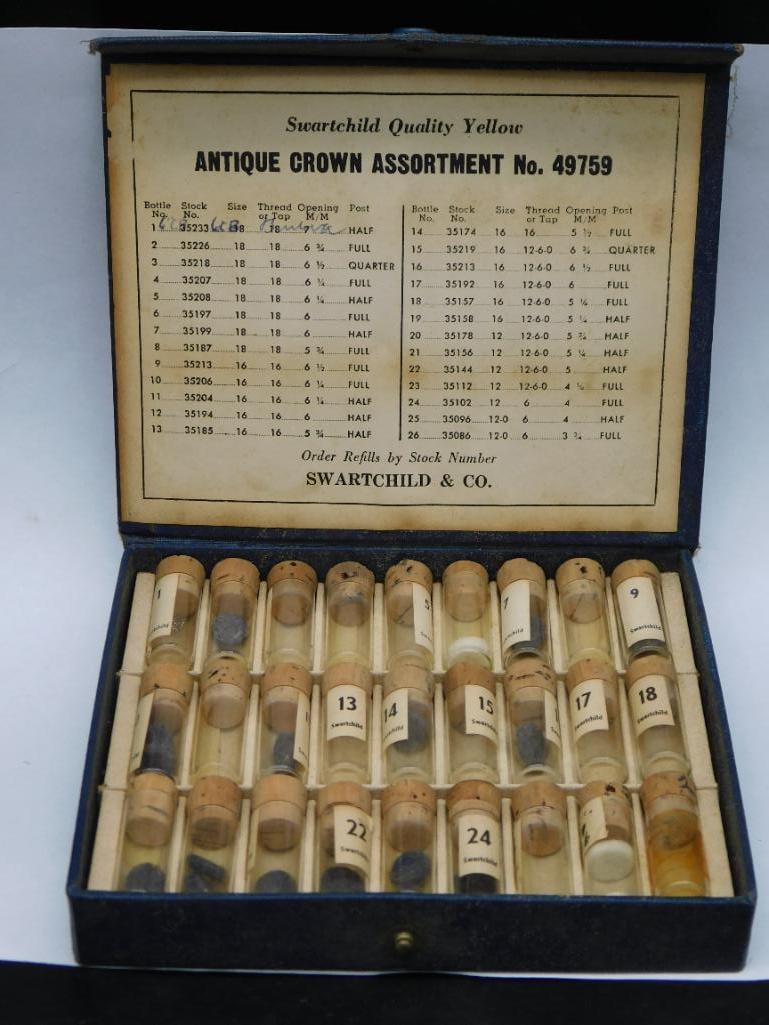 Swartchild Quality Yellow
ANTIQUE CROWN ASSORTMENT No. 49759
Bottle No. Stock No. Size Thread or Tap Opening M/M Post
1 35233 18 18 HALF
2 35226 18 18 6 ¾ FULL
3 35218 18 18 6 ½ QUARTER
4 35207 18 18 6 ¼ FULL
5 35208 18 18 6 ¼ HALF
6 35197 18 18 6 FULL
7 35199 18 18 6 HALF
8 35187 18 18 5 ¾ FULL
9 35213 16 16 6 ½ FULL
10 35206 16 16 6 ¼ FULL
11 35204 16 16 6 ¼ HALF
12 35194 16 16 6 HALF
13 35185 16 16 5 ¾ HALF
Bottle No. Stock No. Size Thread or Tap Opening M/M Post
14 35174 16 16 5 ½ FULL
15 35219 16 12-6-0 6 ¾ QUARTER
16 35213 16 12-6-0 6 ½ FULL
17 35192 16 12-6-0 6 FULL
18 35157 16 12-6-0 5 ¼ FULL
19 35158 16 12-6-0 5 ¼ HALF
20 35178 12 12-6-0 5 ¾ HALF
21 35156 12 12-6-0 5 ¼ HALF
22 35144 12 12-6-0 5 HALF
23 35112 12 12-6-0 4 ½ FULL
24 35102 12 6 4 FULL
25 35096 12-0 6 4 HALF
26 35086 12-0 6 3 ¾ FULL
Order Refills by Stock Number
SWARTCHILD & CO.
1
5
7
9
Swartchild
13
Swartchild
14
15
17
Swartchild
18
Swartchild
22
24
Swartchild